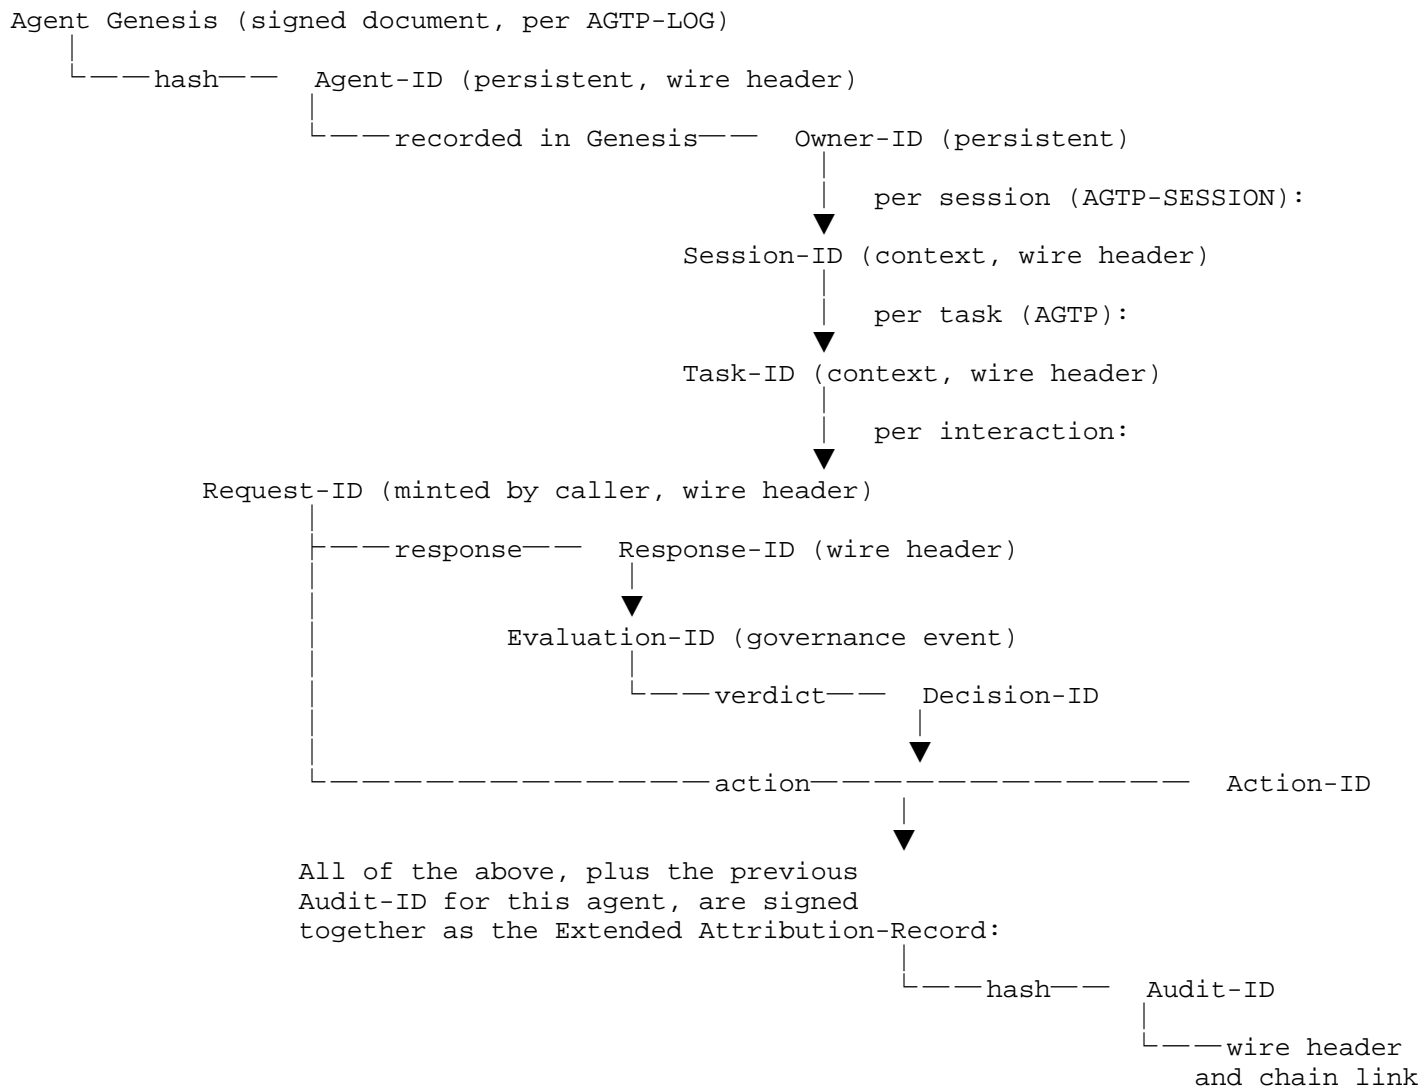 Agent Genesis (signed document, per AGTP-LOG)
hash Agent-ID (persistent, wire header)
recorded in Genesis Owner-ID (persistent)
per session (AGTP-SESSION):
Session-ID (context, wire header)
per task (AGTP):
Task-ID (context, wire header)
per interaction:
Request-ID (minted by caller, wire header)
response Response-ID (wire header)
Evaluation-ID (governance event)
verdict Decision-ID
action Action-ID
All of the above, plus the previous
Audit-ID for this agent, are signed
together as the Extended Attribution-Record:
hash Audit-ID
wire header
and chain link